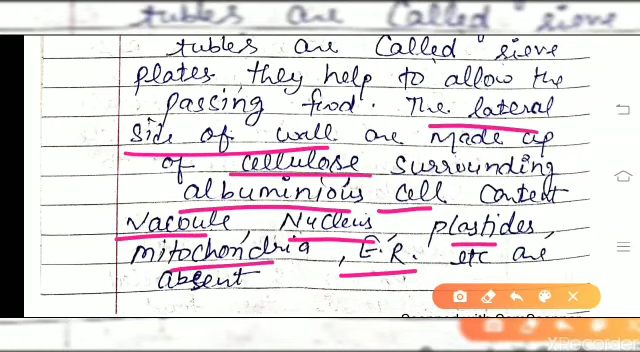 tubes are called "sieve
tubes are called "sieve
plates, they help to allow the
passing food. The lateral
side of wall are made up
of cellulose surrounding
albuminious cell content
Vacoule, Nucleus, plastides,
mitochondria, E.R. etc are
absent
XRecorder